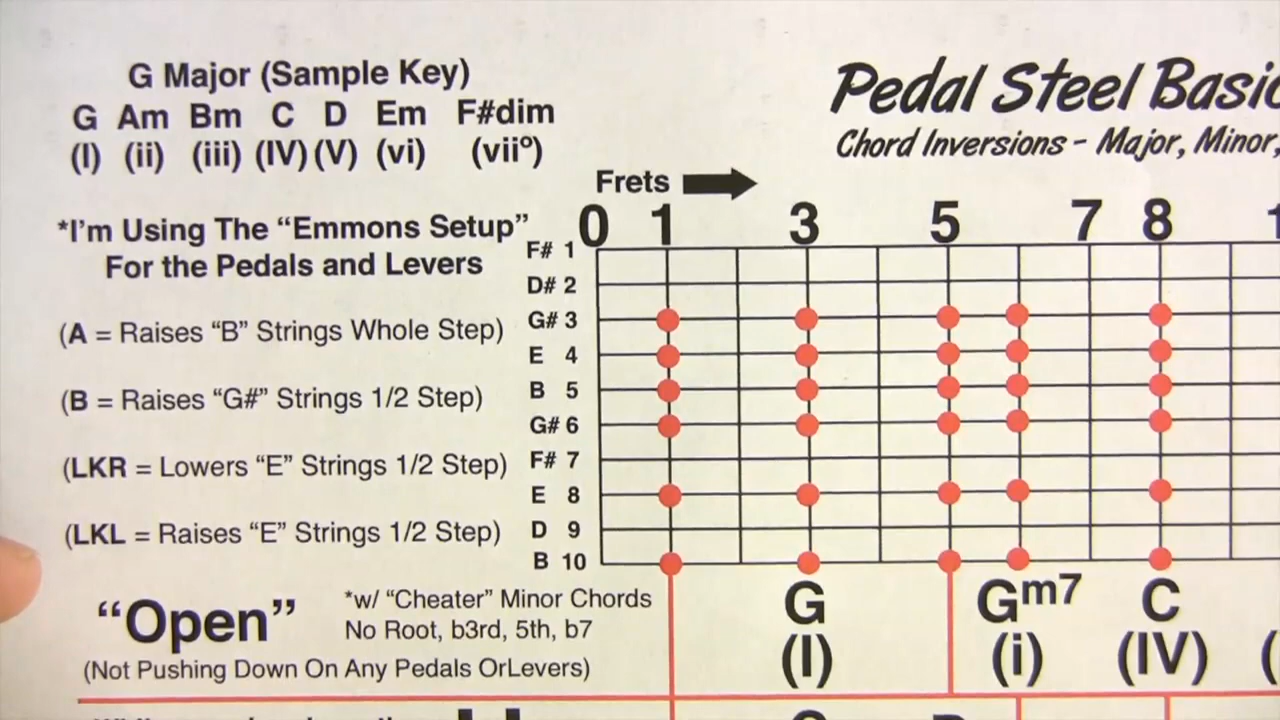 G Major (Sample Key)
G Am Bm C D Em F#dim
(I) (ii) (iii) (IV) (V) (vi) (viiº)
*I'm Using The “Emmons Setup”
For the Pedals and Levers
(A = Raises “B” Strings Whole Step)
(B = Raises “G#” Strings 1/2 Step)
(LKR = Lowers “E” Strings 1/2 Step)
(LKL = Raises “E” Strings 1/2 Step)
“Open”
(Not Pushing Down On Any Pedals OrLevers)
*w/ “Cheater” Minor Chords
No Root, b3rd, 5th, b7
Pedal Steel
Chord Inversions - Major, Minor,
Frets
0 1 3 5 7 8
F# 1
D# 2
G# 3
E 4
B 5
G# 6
F# 7
E 8
D 9
B 10
G Gm7 C
(I) (i) (IV)